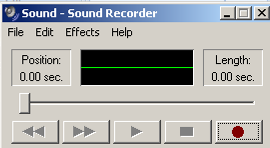 Sound - Sound Recorder
File Edit Effects Help
Position: Length:
0.00 sec. 0.00 sec.